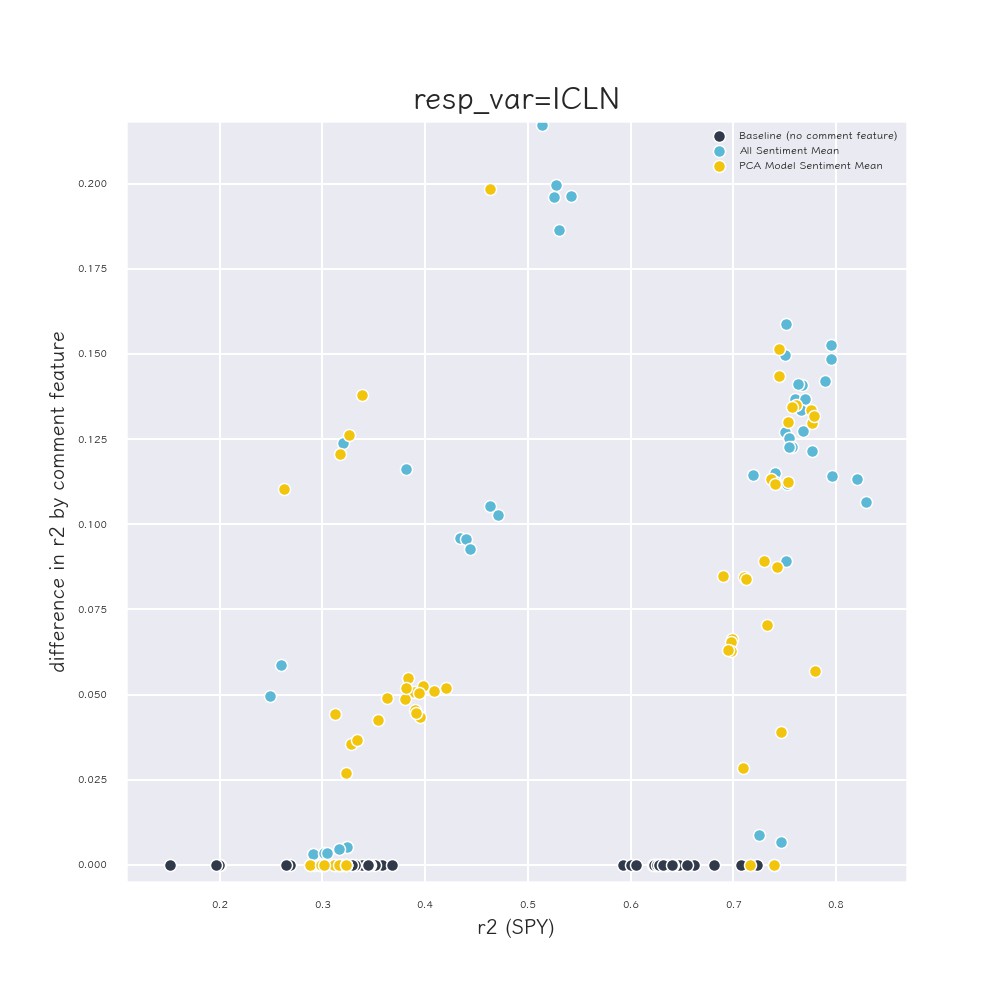 resp_var=ICLN
Baseline (no comment feature)
All Sentiment Mean
PCA Model Sentiment Mean
difference in r2 by comment feature
0.200
0.175
0.150
0.125
0.100
0.075
0.050
0.025
0.000
0.2 0.3 0.4 0.5 0.6 0.7 0.8
r2 (SPY)